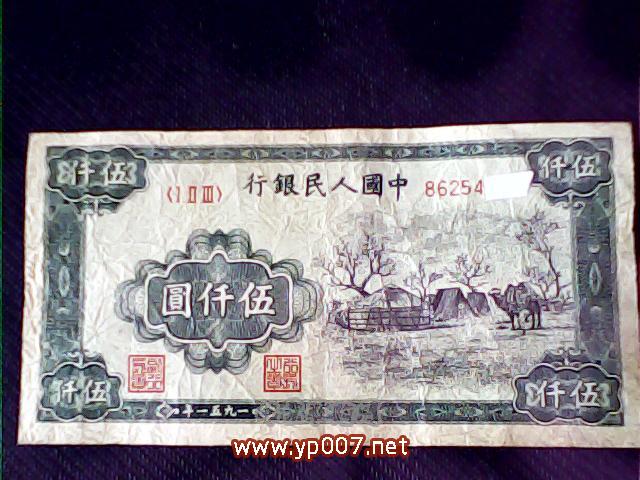 伍仟 伍仟
〈I II III〉 行銀民人國中 86254
圓仟伍
伍仟 伍仟
年一五九一
www.yp007.net